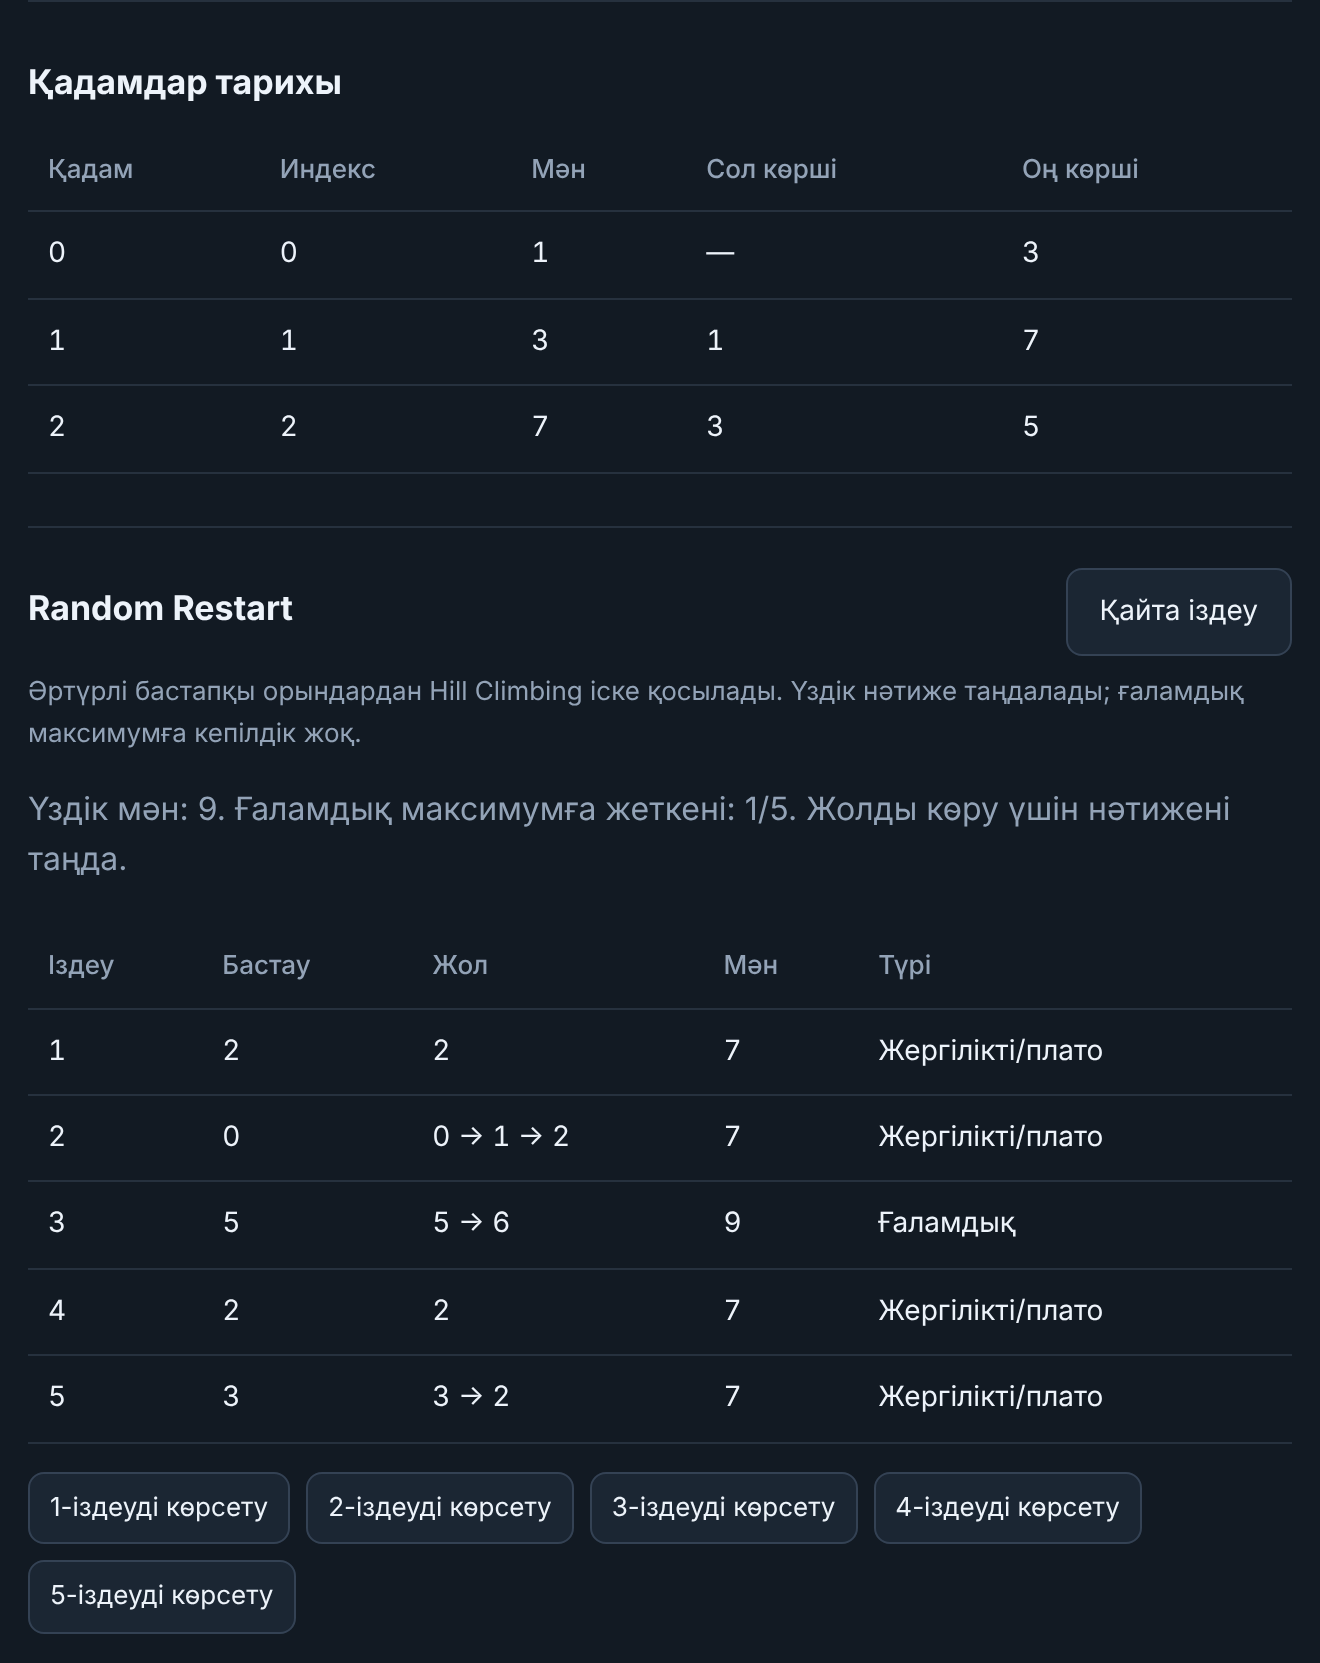 Қадамдар тарихы
Қадам Индекс Мән Сол көрші Оң көрші
0 0 1 — 3
1 1 3 1 7
2 2 7 3 5
Random Restart
Қайта іздеу
Әртүрлі бастапқы орындардан Hill Climbing іске қосылады. Үздік нәтиже таңдалады; ғаламдық
максимумға кепілдік жоқ.
Үздік мән: 9. Ғаламдық максимумға жеткені: 1/5. Жолды көру үшін нәтижені
таңда.
Іздеу Бастау Жол Мән Түрі
1 2 2 7 Жергілікті/плато
2 0 0 → 1 → 2 7 Жергілікті/плато
3 5 5 → 6 9 Ғаламдық
4 2 2 7 Жергілікті/плато
5 3 3 → 2 7 Жергілікті/плато
1-іздеуді көрсету 2-іздеуді көрсету 3-іздеуді көрсету 4-іздеуді көрсету
5-іздеуді көрсету